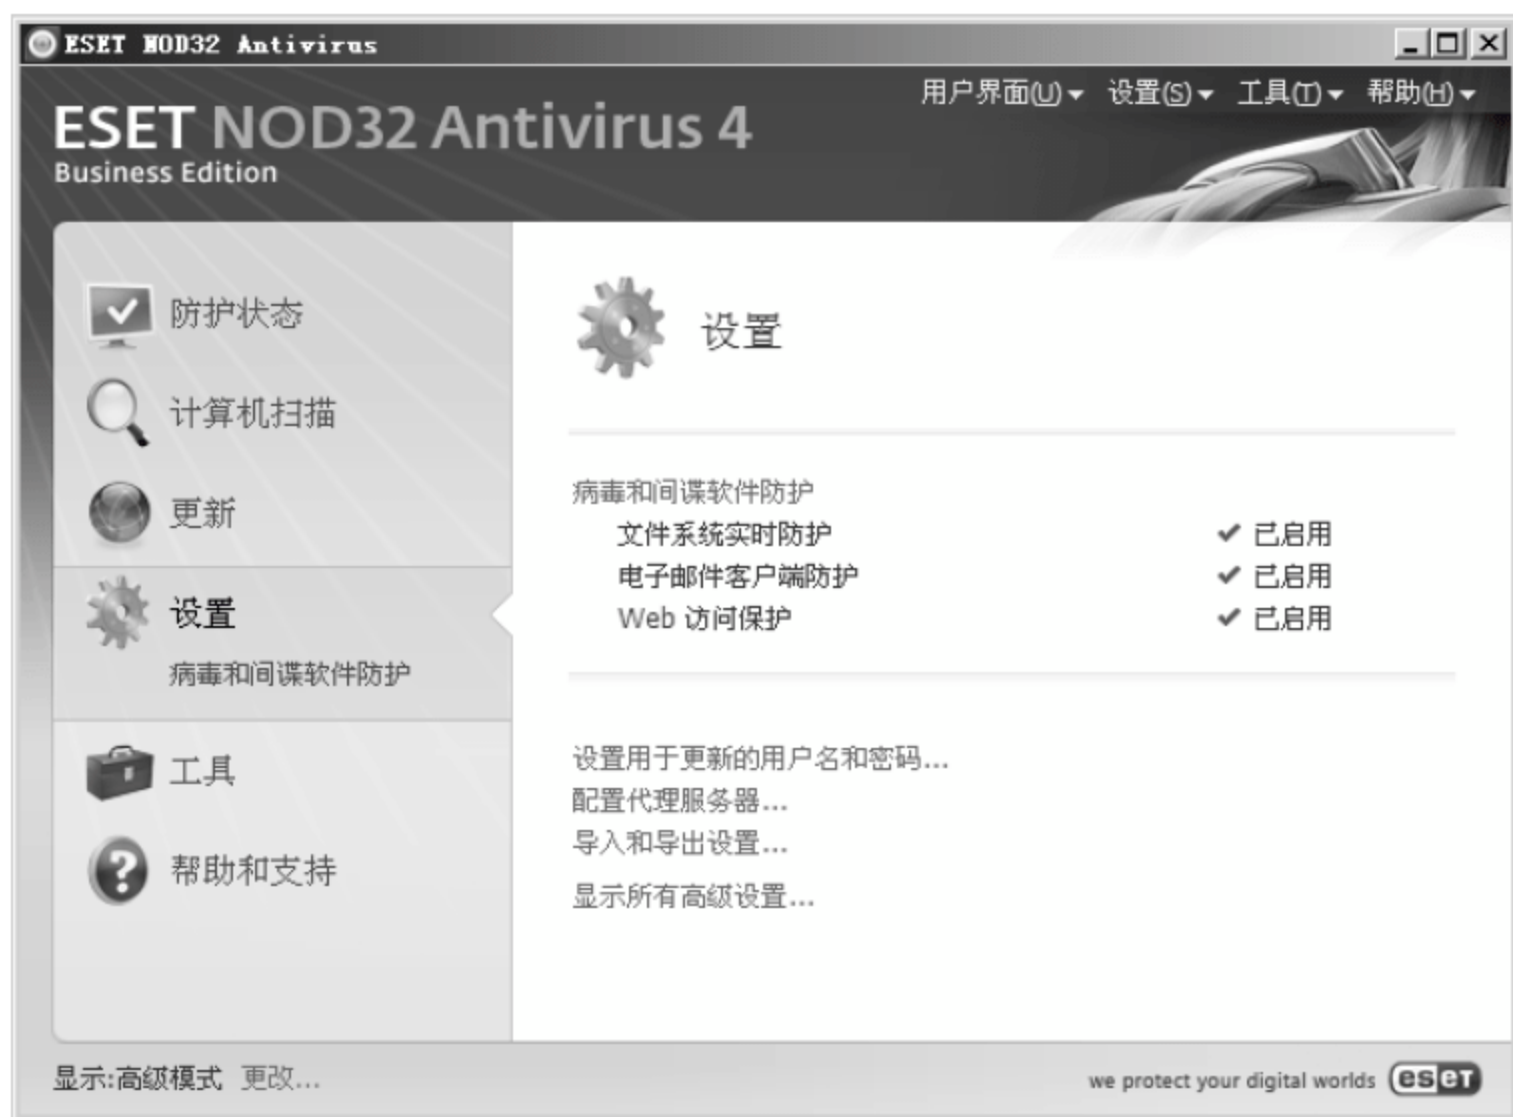 ESET NOD32 Antivirus
用户界面(U) 设置(S) 工具(T) 帮助(H)
ESET NOD32 Antivirus 4
Business Edition
防护状态
计算机扫描
更新
设置
病毒和间谍软件防护
工具
帮助和支持
设置
病毒和间谍软件防护
文件系统实时防护 已启用
电子邮件客户端防护 已启用
Web 访问保护 已启用
设置用于更新的用户名和密码...
配置代理服务器...
导入和导出设置...
显示所有高级设置...
显示:高级模式 更改...
we protect your digital worlds eseT